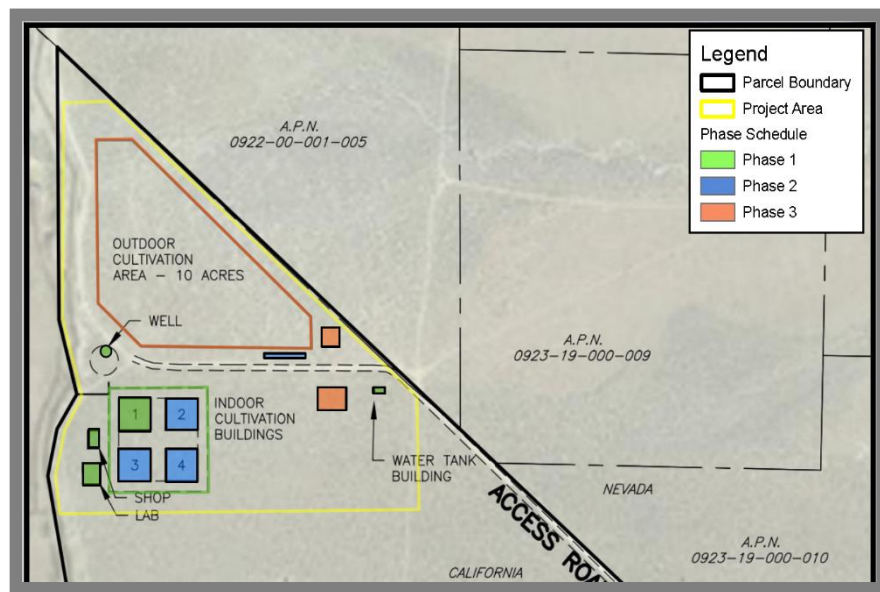 Legend
Parcel Boundary
Project Area
Phase Schedule
Phase 1
Phase 2
Phase 3
A.P.N.
0922-00-001-005
OUTDOOR
CULTIVATION
AREA – 10 ACRES
WELL
A.P.N.
0923-19-000-009
1
2
3
4
INDOOR
CULTIVATION
BUILDINGS
WATER TANK
BUILDING
SHOP
LAB
NEVADA
ACCESS ROA
CALIFORNIA
A.P.N.
0923-19-000-010